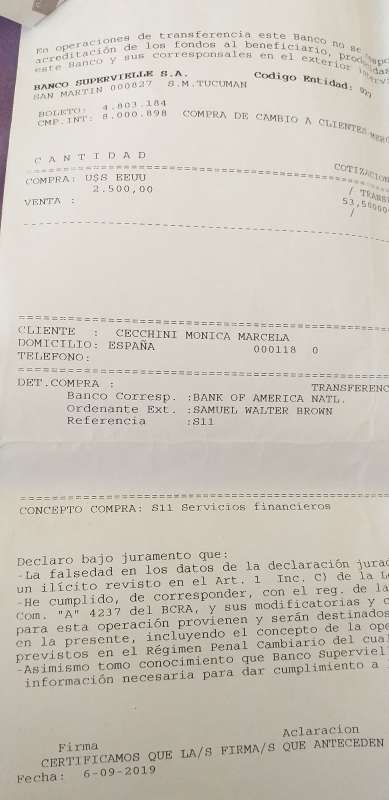 En operaciones de transferencia este Banco no se
acreditación de los fondos al beneficiario,
este Banco y sus corresponsales en el exterior
BANCO SUPERVIELLE S.A. Codigo Entidad:
SAN MARTIN 000827 S.M.TUCUMAN
BOLETO: 4.803.184
CMP.INT: 8.000.898 COMPRA DE CAMBIO A CLIENTES
C A N T I D A D COTIZACION
COMPRA: U$S EEUU / TRANS
2.500,00 53,50000
VENTA : /
CLIENTE : CECCHINI MONICA MARCELA
DOMICILIO: ESPAÑA 000118 0
TELEFONO:
DET.COMPRA : TRANSFERENC
Banco Corresp. :BANK OF AMERICA NATL.
Ordenante Ext. :SAMUEL WALTER BROWN
Referencia :S11
CONCEPTO COMPRA: S11 Servicios financieros
Declaro bajo juramento que:
-La falsedad en los datos de la declaración jurad
un ilícito revisto en el Art. 1 Inc. C) de la
-He cumplido, de corresponder, con el reg. de la
Com. "A" 4237 del BCRA, y sus modificatorias y
para esta operación provienen y serán destinados
en la presente, incluyendo el concepto de la ope
previstos en el Régimen Penal Cambiario del cual
-Asimismo tomo conocimiento que Banco Superviel
información necesaria para dar cumplimiento a
Firma Aclaracion
CERTIFICAMOS QUE LA/S FIRMA/S QUE ANTECEDEN
Fecha: 6-09-2019